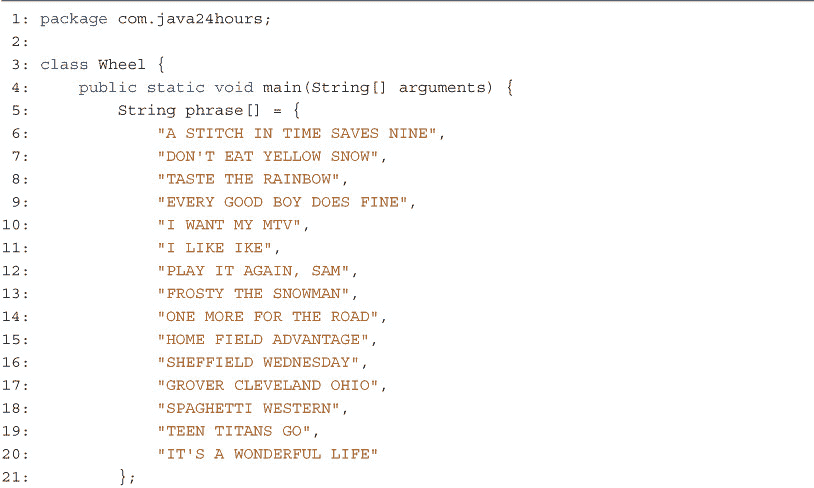 1: package com.java24hours;
2:
3: class Wheel {
4:     public static void main(String[] arguments) {
5:         String phrase[] = {
6:             "A STITCH IN TIME SAVES NINE",
7:             "DON'T EAT YELLOW SNOW",
8:             "TASTE THE RAINBOW",
9:             "EVERY GOOD BOY DOES FINE",
10:             "I WANT MY MTV",
11:             "I LIKE IKE",
12:             "PLAY IT AGAIN, SAM",
13:             "FROSTY THE SNOWMAN",
14:             "ONE MORE FOR THE ROAD",
15:             "HOME FIELD ADVANTAGE",
16:             "SHEFFIELD WEDNESDAY",
17:             "GROVER CLEVELAND OHIO",
18:             "SPAGHETTI WESTERN",
19:             "TEEN TITANS GO",
20:             "IT'S A WONDERFUL LIFE"
21:         };